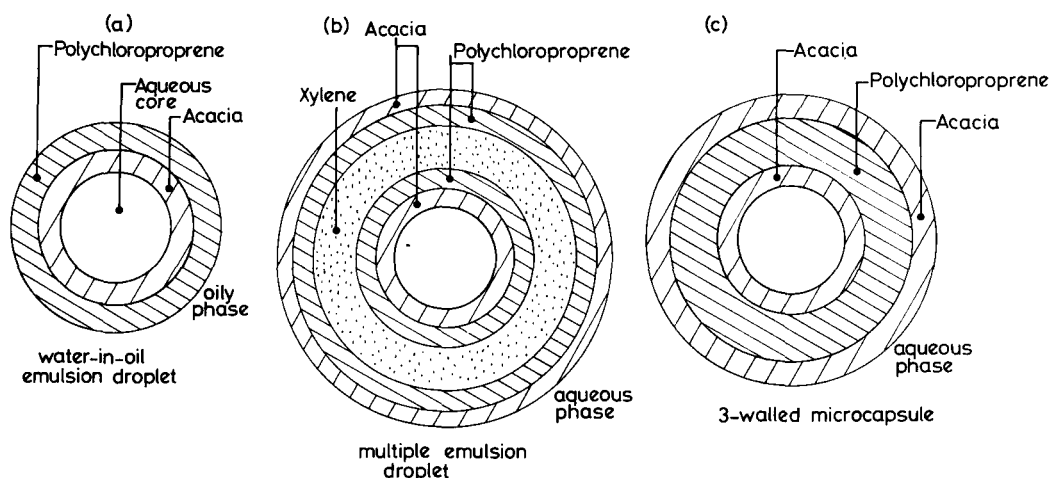 (a)
Polychloroproprene
Aqueous
core
Acacia
oily
phase
water-in-oil
emulsion droplet
(b)
Acacia
Polychloroproprene
Xylene
aqueous
phase
multiple emulsion
droplet
(c)
Acacia
Polychloroproprene
Acacia
aqueous
phase
3-walled microcapsule